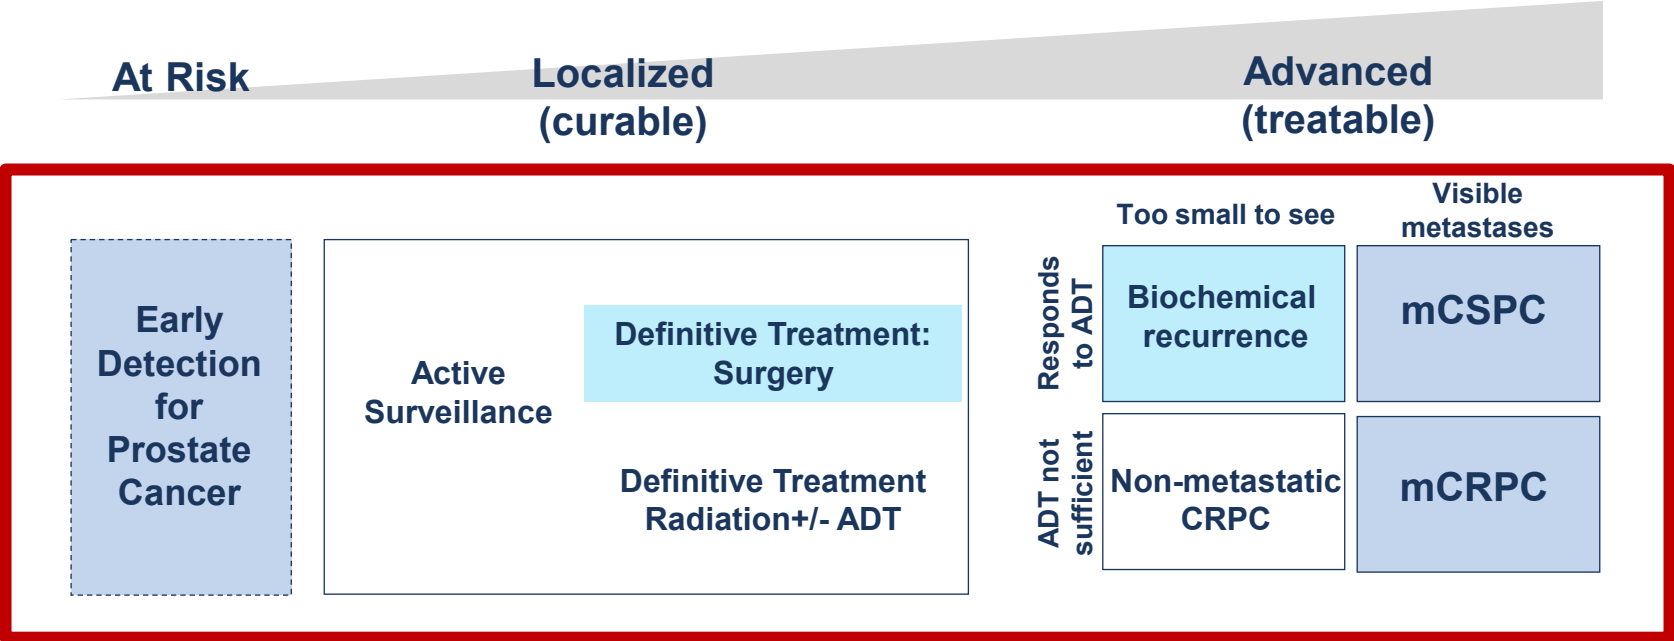 At Risk
Localized
(curable)
Advanced
(treatable)
Early
Detection
for
Prostate
Cancer
Active
Surveillance
Definitive Treatment:
Surgery
Definitive Treatment
Radiation+/- ADT
Too small to see
Visible
metastases
Responds
to ADT
Biochemical
recurrence
mCSPC
ADT not
sufficient
Non-metastatic
CRPC
mCRPC